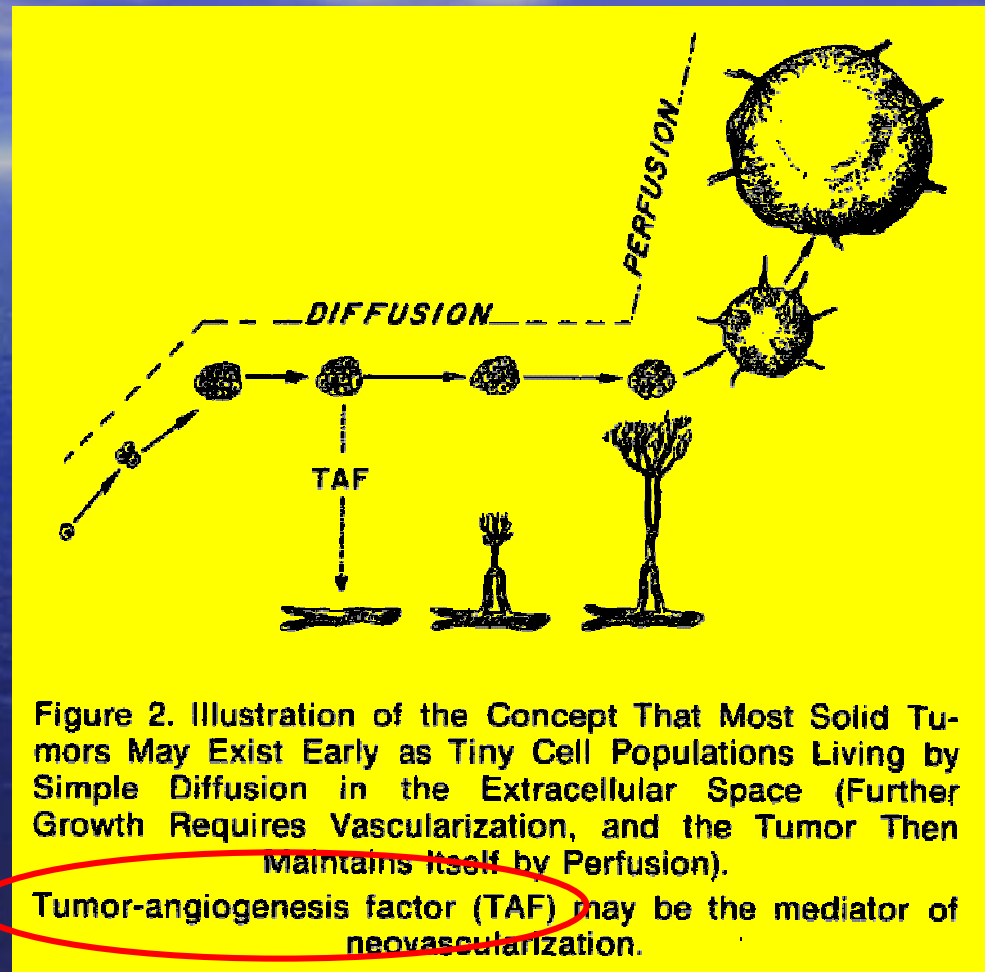 PERFUSION
DIFFUSION
TAF
Figure 2. Illustration of the Concept That Most Solid Tu-
mors May Exist Early as Tiny Cell Populations Living by
Simple Diffusion in the Extracellular Space (Further
Growth Requires Vascularization, and the Tumor Then
Maintains Itself by Perfusion).
Tumor-angiogenesis factor (TAF) may be the mediator of
neovascularization.